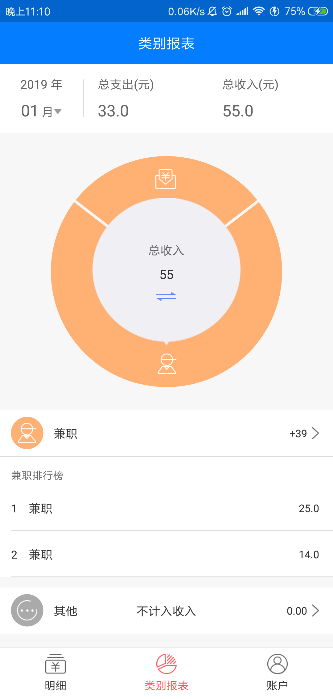 晚上11:10 0.06K/s 75%
类别报表
2019 年 总支出(元) 总收入(元)
01 月 33.0 55.0
总收入
55
兼职 +39
兼职排行榜
1 兼职 25.0
2 兼职 14.0
其他 不计入收入 0.00
明细 类别报表 账户